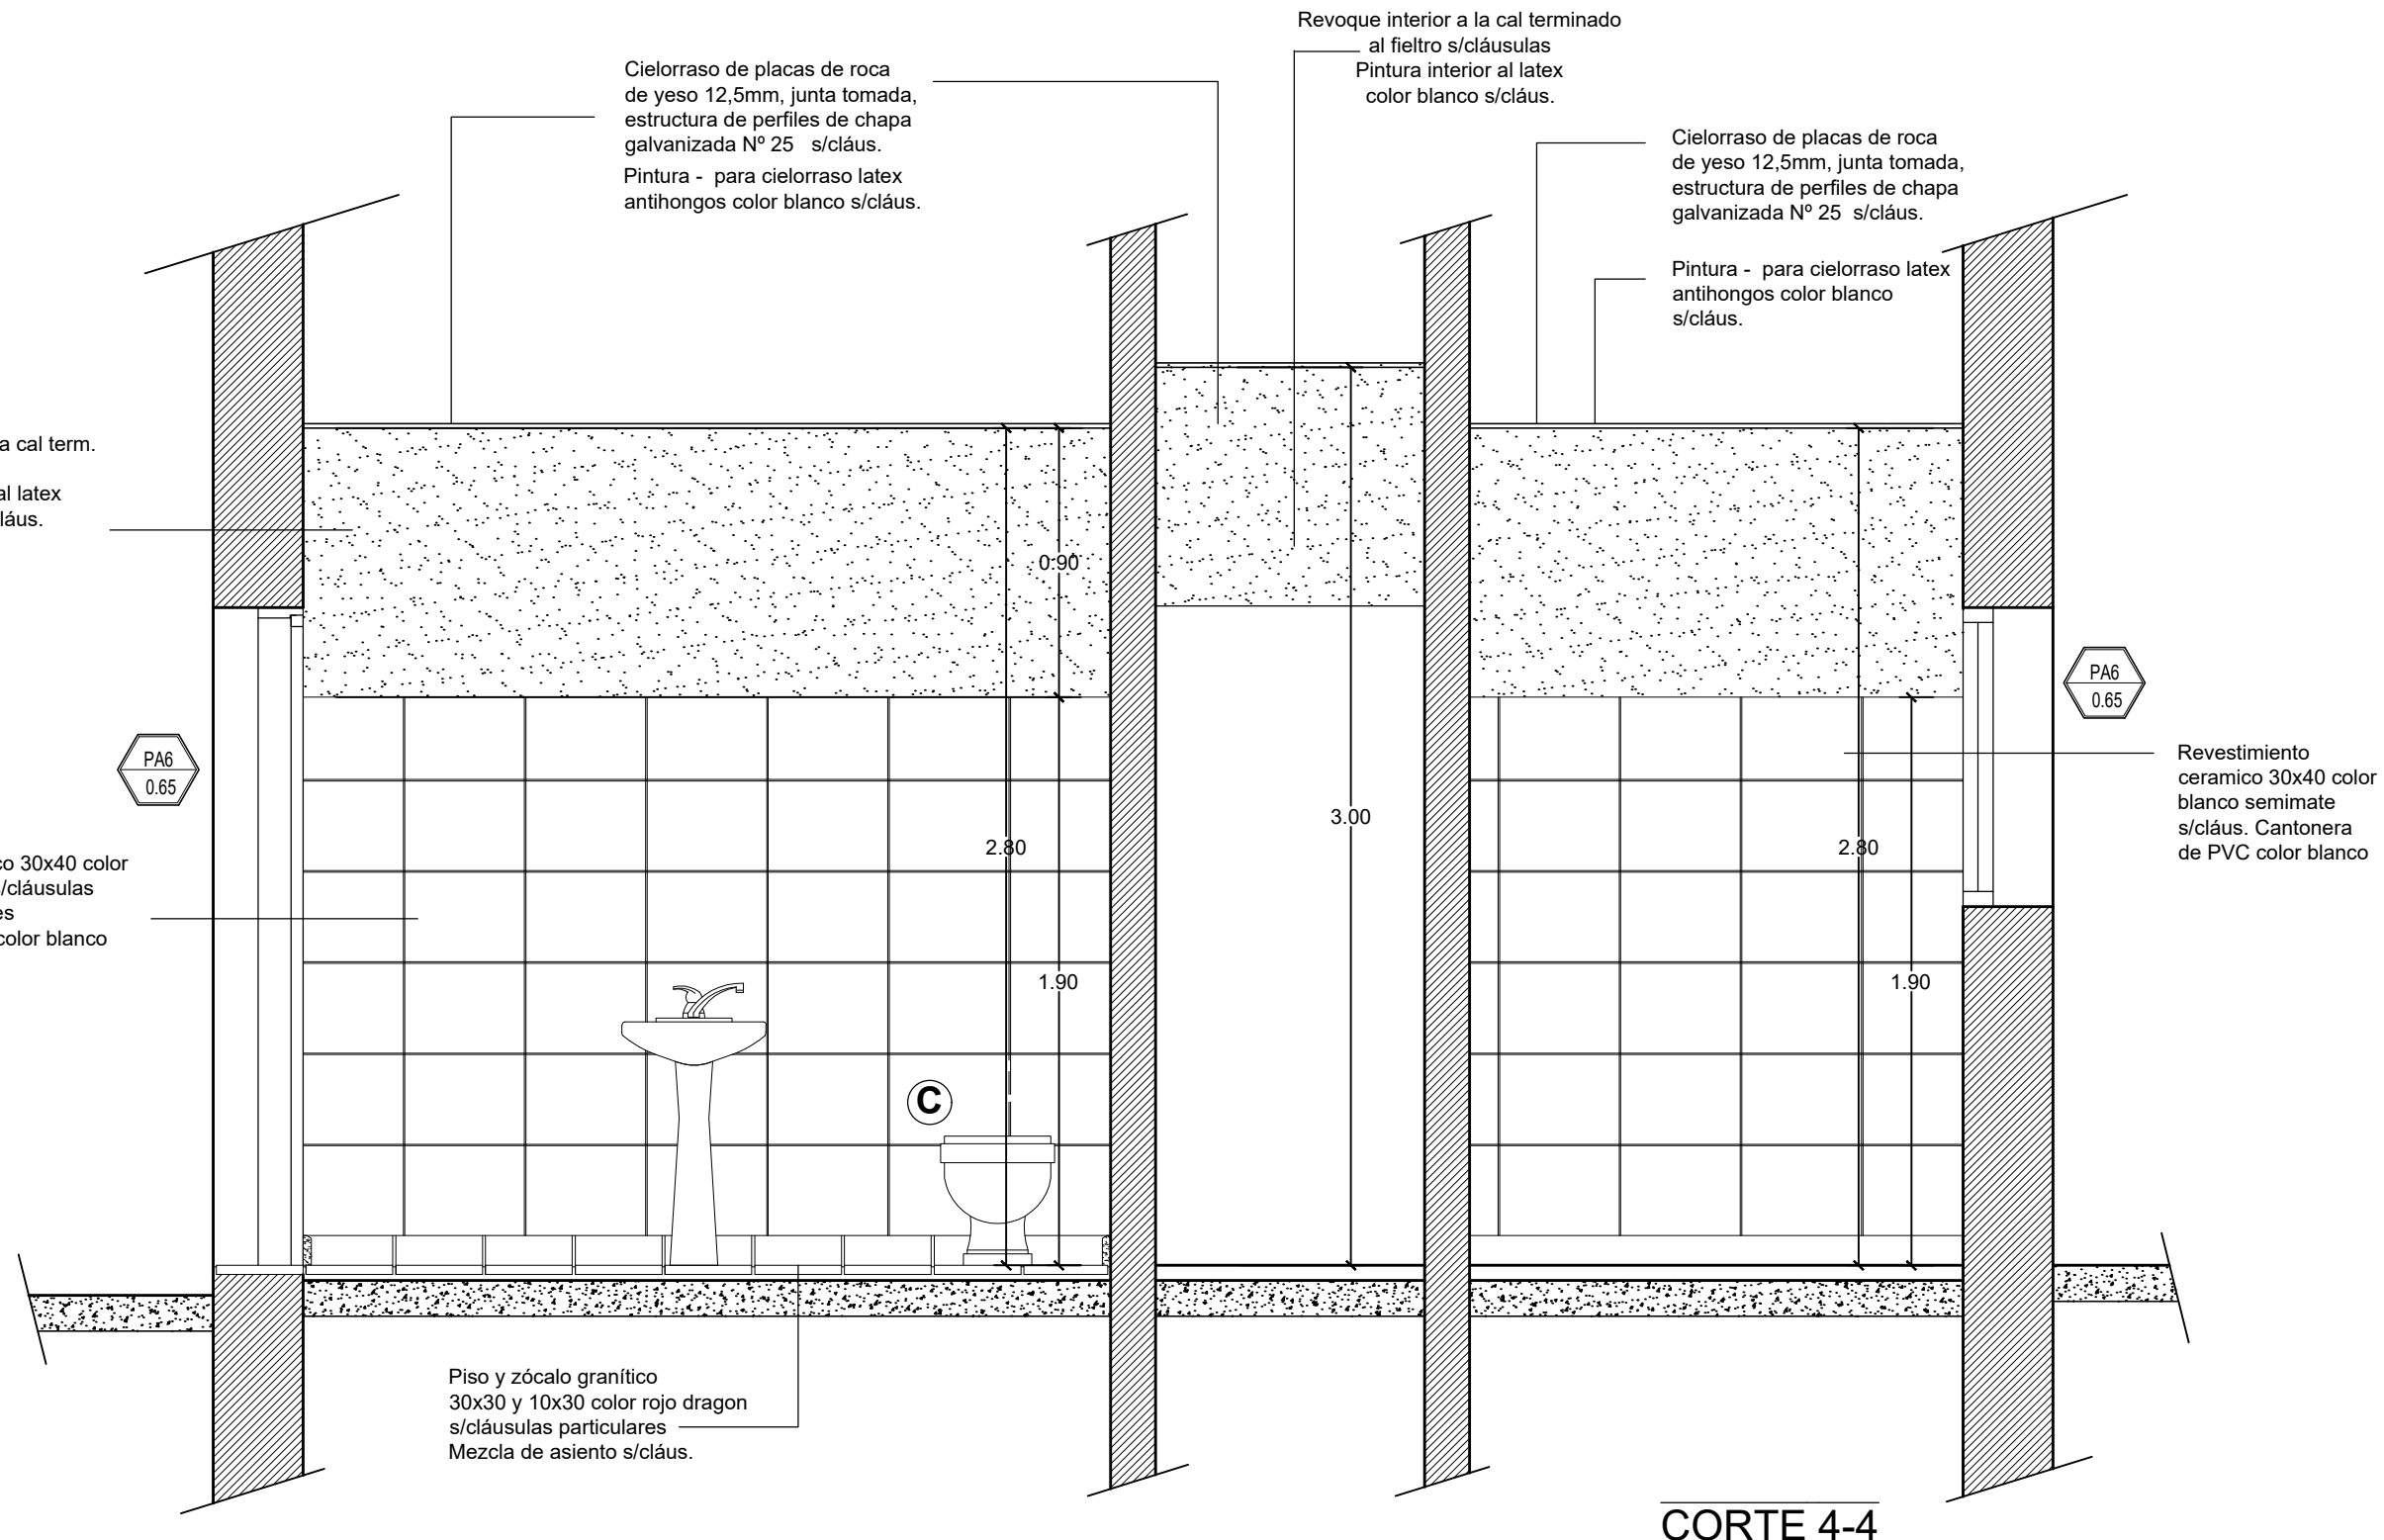 Revoque interior a la cal terminado
al fieltro s/cláusulas
Pintura interior al latex
color blanco s/cláus.
Cielorraso de placas de roca
de yeso 12,5mm, junta tomada,
estructura de perfiles de chapa
galvanizada Nº 25 s/cláus.
Pintura - para cielorraso latex
antihongos color blanco s/cláus.
Cielorraso de placas de roca
de yeso 12,5mm, junta tomada,
estructura de perfiles de chapa
galvanizada Nº 25 s/cláus.
Pintura - para cielorraso latex
antihongos color blanco
s/cláus.
a cal term.
al latex
0.90
PA6
0.65
PA6
0.65
Revestimiento
ceramico 30x40 color
blanco semimate
s/cláus. Cantonera
de PVC color blanco
3.00
2.80
2.80
30x40 color
s/cláusulas
color blanco
1.90
1.90
C
Piso y zócalo granítico
30x30 y 10x30 color rojo dragon
s/cláusulas particulares
Mezcla de asiento s/cláus.
CORTE 4-4